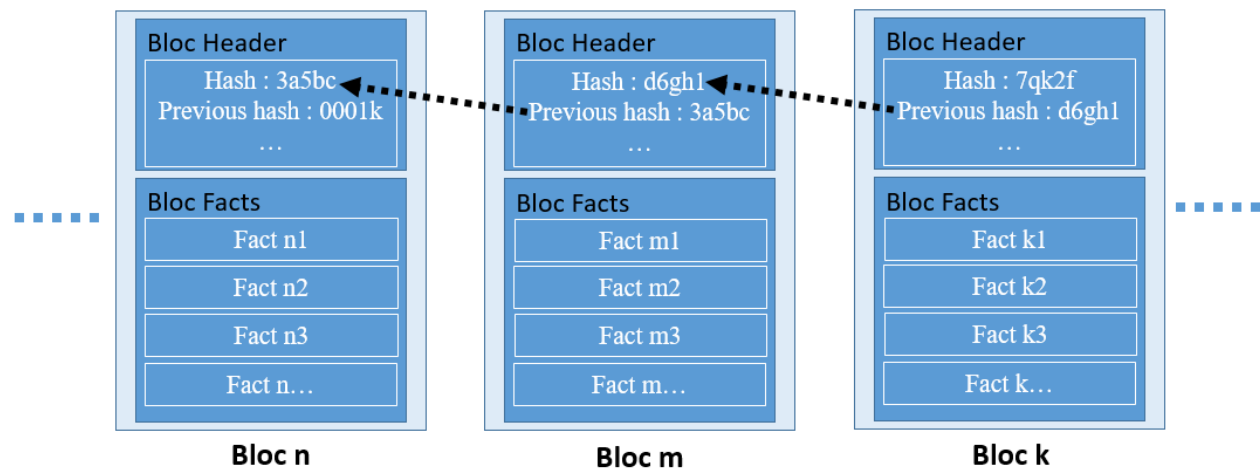 Bloc Header
Hash : 3a5bc
Previous hash : 0001k
…
Bloc Facts
Fact n1
Fact n2
Fact n3
Fact n…
Bloc n
Bloc Header
Hash : d6gh1
Previous hash : 3a5bc
…
Bloc Facts
Fact m1
Fact m2
Fact m3
Fact m…
Bloc m
Bloc Header
Hash : 7qk2f
Previous hash : d6gh1
…
Bloc Facts
Fact k1
Fact k2
Fact k3
Fact k…
Bloc k